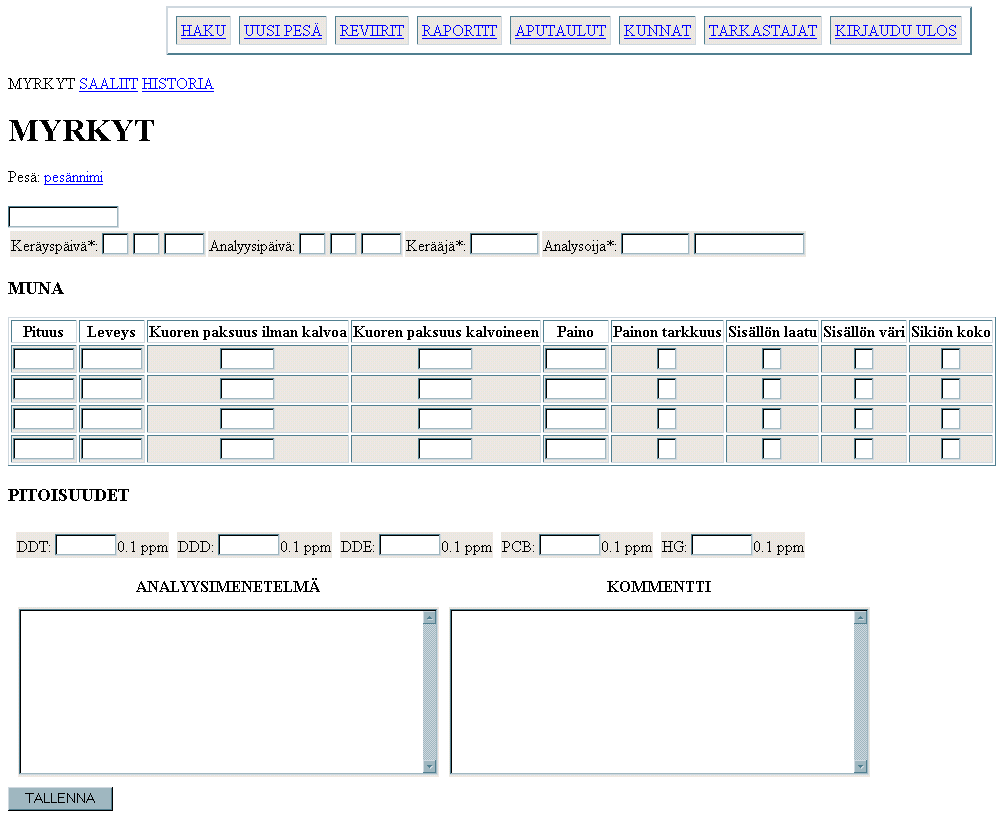 HAKU UUSI PESÄ REVIIRIT RAPORTIT APUTAULUT KUNNAT TARKASTAJAT KIRJAUDU ULOS
MYRKYT SAALIIT HISTORIA
MYRKYT
Pesä: pesännimi
Keräyspäivä*: Analyysipäivä: Kerääjä*: Analysoija*:
MUNA
Pituus Leveys Kuoren paksuus ilman kalvoa Kuoren paksuus kalvoineen Paino Painon tarkkuus Sisällön laatu Sisällön väri Sikiön koko
PITOISUUDET
DDT: 0.1 ppm DDD: 0.1 ppm DDE: 0.1 ppm PCB: 0.1 ppm HG: 0.1 ppm
ANALYYSIMENETELMÄ KOMMENTTI
TALLENNA